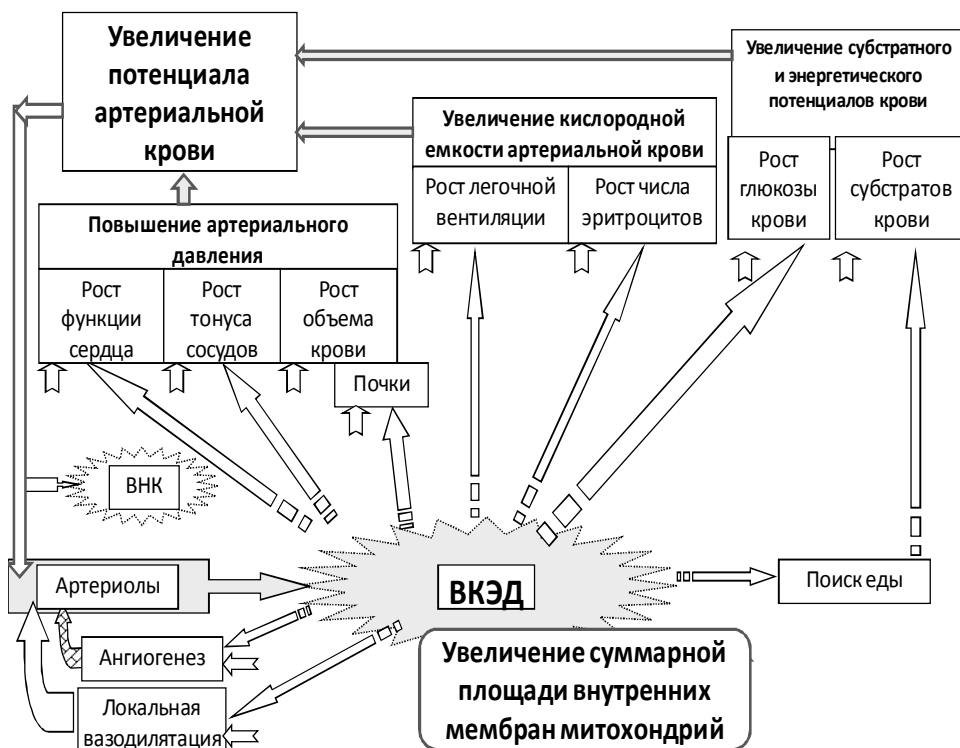 Увеличение
потенциала
артериальной
крови
Увеличение субстратного
и энергетического
потенциалов крови
Увеличение кислородной
емкости артериальной крови
Рост легочной
вентиляции
Рост числа
эритроцитов
Рост
глюкозы
крови
Рост
субстратов
крови
Повышение артериального
давления
Рост
функции
сердца
Рост
тонуса
сосудов
Рост
объема
крови
Почки
ВНК
Артериолы
ВКЭД
Поиск еды
Ангиогенез
Локальная
вазодилятация
Увеличение суммарной
площади внутренних
мембран митохондрий